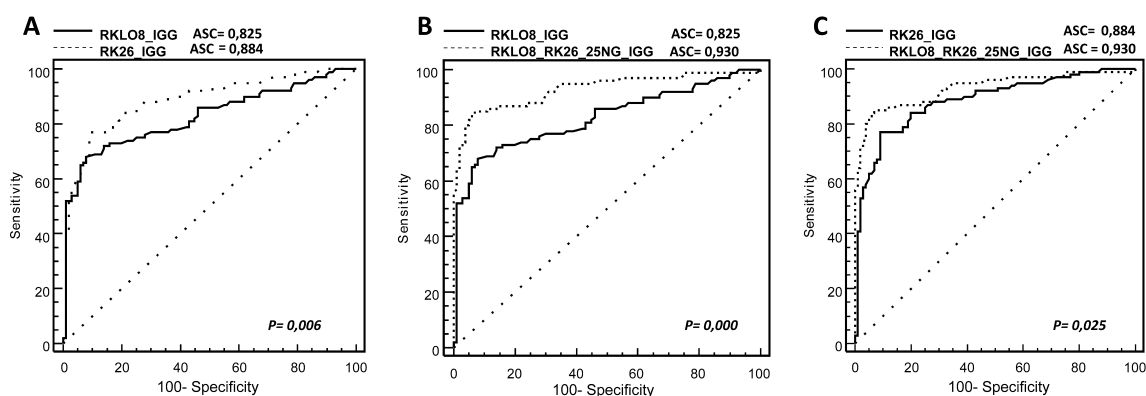 A
RKLO8_IGG ASC= 0,825
RK26_IGG ASC = 0,884
100
80
60
40
20
0
Sensitivity
0 20 40 60 80 100
100- Specificity
P= 0,006
B
RKLO8_IGG ASC= 0,825
RKLO8_RK26_25NG_IGG ASC= 0,930
100
80
60
40
20
0
Sensitivity
0 20 40 60 80 100
100- Specificity
P= 0,000
C
RK26_IGG ASC= 0,884
RKLO8_RK26_25NG_IGG ASC= 0,930
100
80
60
40
20
0
Sensitivity
0 20 40 60 80 100
100- Specificity
P= 0,025